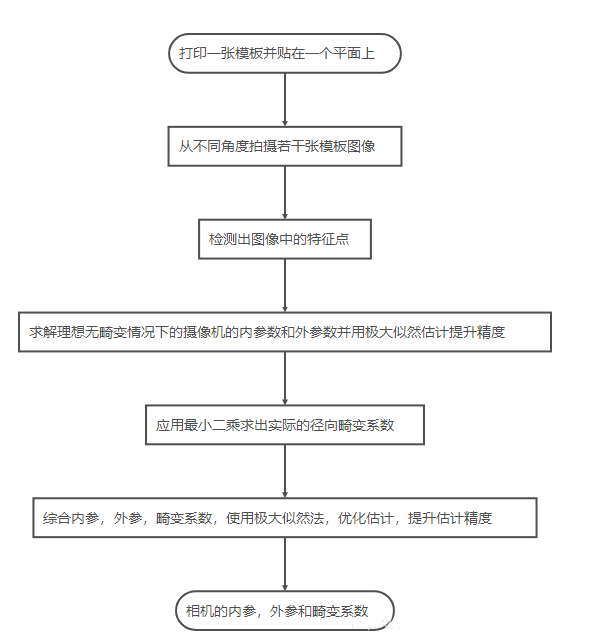 打印一张模板并贴在一个平面上
从不同角度拍摄若干张模板图像
检测出图像中的特征点
求解理想无畸变情况下的摄像机的内参数和外参数并用极大似然估计提升精度
应用最小二乘求出实际的径向畸变系数
综合内参，外参，畸变系数，使用极大似然法，优化估计，提升估计精度
相机的内参，外参和畸变系数